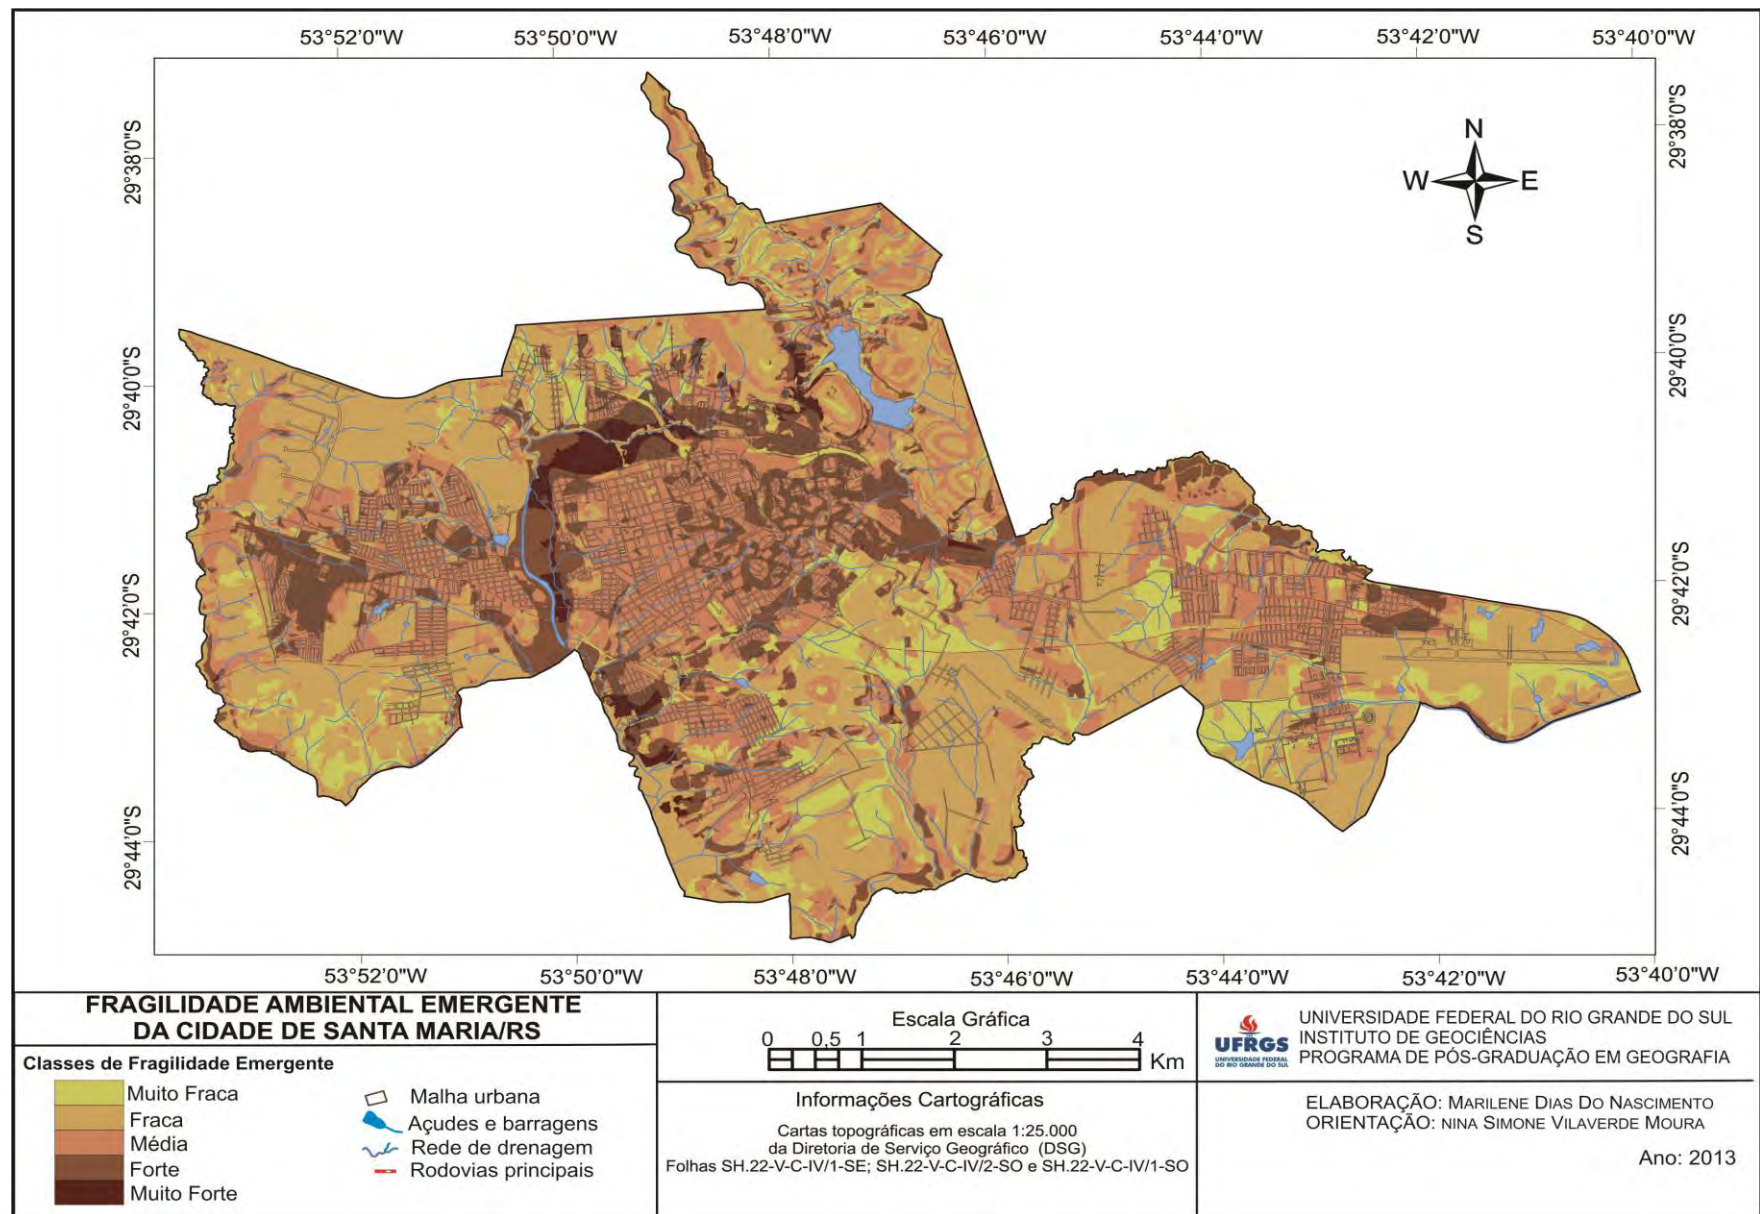 53°52'0"W 53°50'0"W 53°48'0"W 53°46'0"W 53°44'0"W 53°42'0"W 53°40'0"W
29°38'0"S
29°40'0"S
29°42'0"S
29°44'0"S
N
W E
S
29°38'0"S
29°40'0"S
29°42'0"S
29°44'0"S
53°52'0"W 53°50'0"W 53°48'0"W 53°46'0"W 53°44'0"W 53°42'0"W 53°40'0"W
FRAGILIDADE AMBIENTAL EMERGENTE
DA CIDADE DE SANTA MARIA/RS
Classes de Fragilidade Emergente
Muito Fraca
Fraca
Média
Forte
Muito Forte
Malha urbana
Açudes e barragens
Rede de drenagem
Rodovias principais
Escala Gráfica
0 0,5 1 2 3 4
Km
Informações Cartográficas
Cartas topográficas em escala 1:25.000
da Diretoria de Serviço Geográfico (DSG)
Folhas SH.22-V-C-IV/1-SE; SH.22-V-C-IV/2-SO e SH.22-V-C-IV/1-SO
UFRGS
UNIVERSIDADE FEDERAL
DO RIO GRANDE DO SUL
UNIVERSIDADE FEDERAL DO RIO GRANDE DO SUL
INSTITUTO DE GEOCIÊNCIAS
PROGRAMA DE PÓS-GRADUAÇÃO EM GEOGRAFIA
ELABORAÇÃO: MARILENE DIAS DO NASCIMENTO
ORIENTAÇÃO: NINA SIMONE VILAVERDE MOURA
Ano: 2013